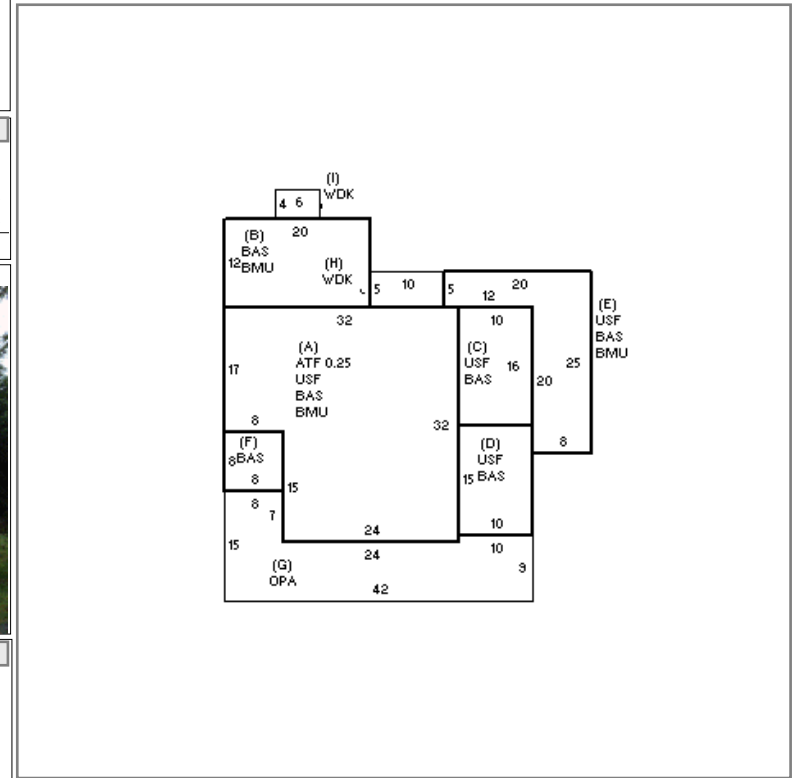 (I)
WDK
4 6
20
(B)
BAS
BMU
12
(H)
WDK
5
10
5
20
12
(E)
USF
BAS
BMU
32
10
(A)
ATF 0.25
USF
BAS
BMU
(C)
USF
BAS
16
17
25
20
8
32
8
(F)
BAS
8
8
(D)
USF
BAS
15
15
8
7
24
10
15
24
10
(G)
OPA
9
42